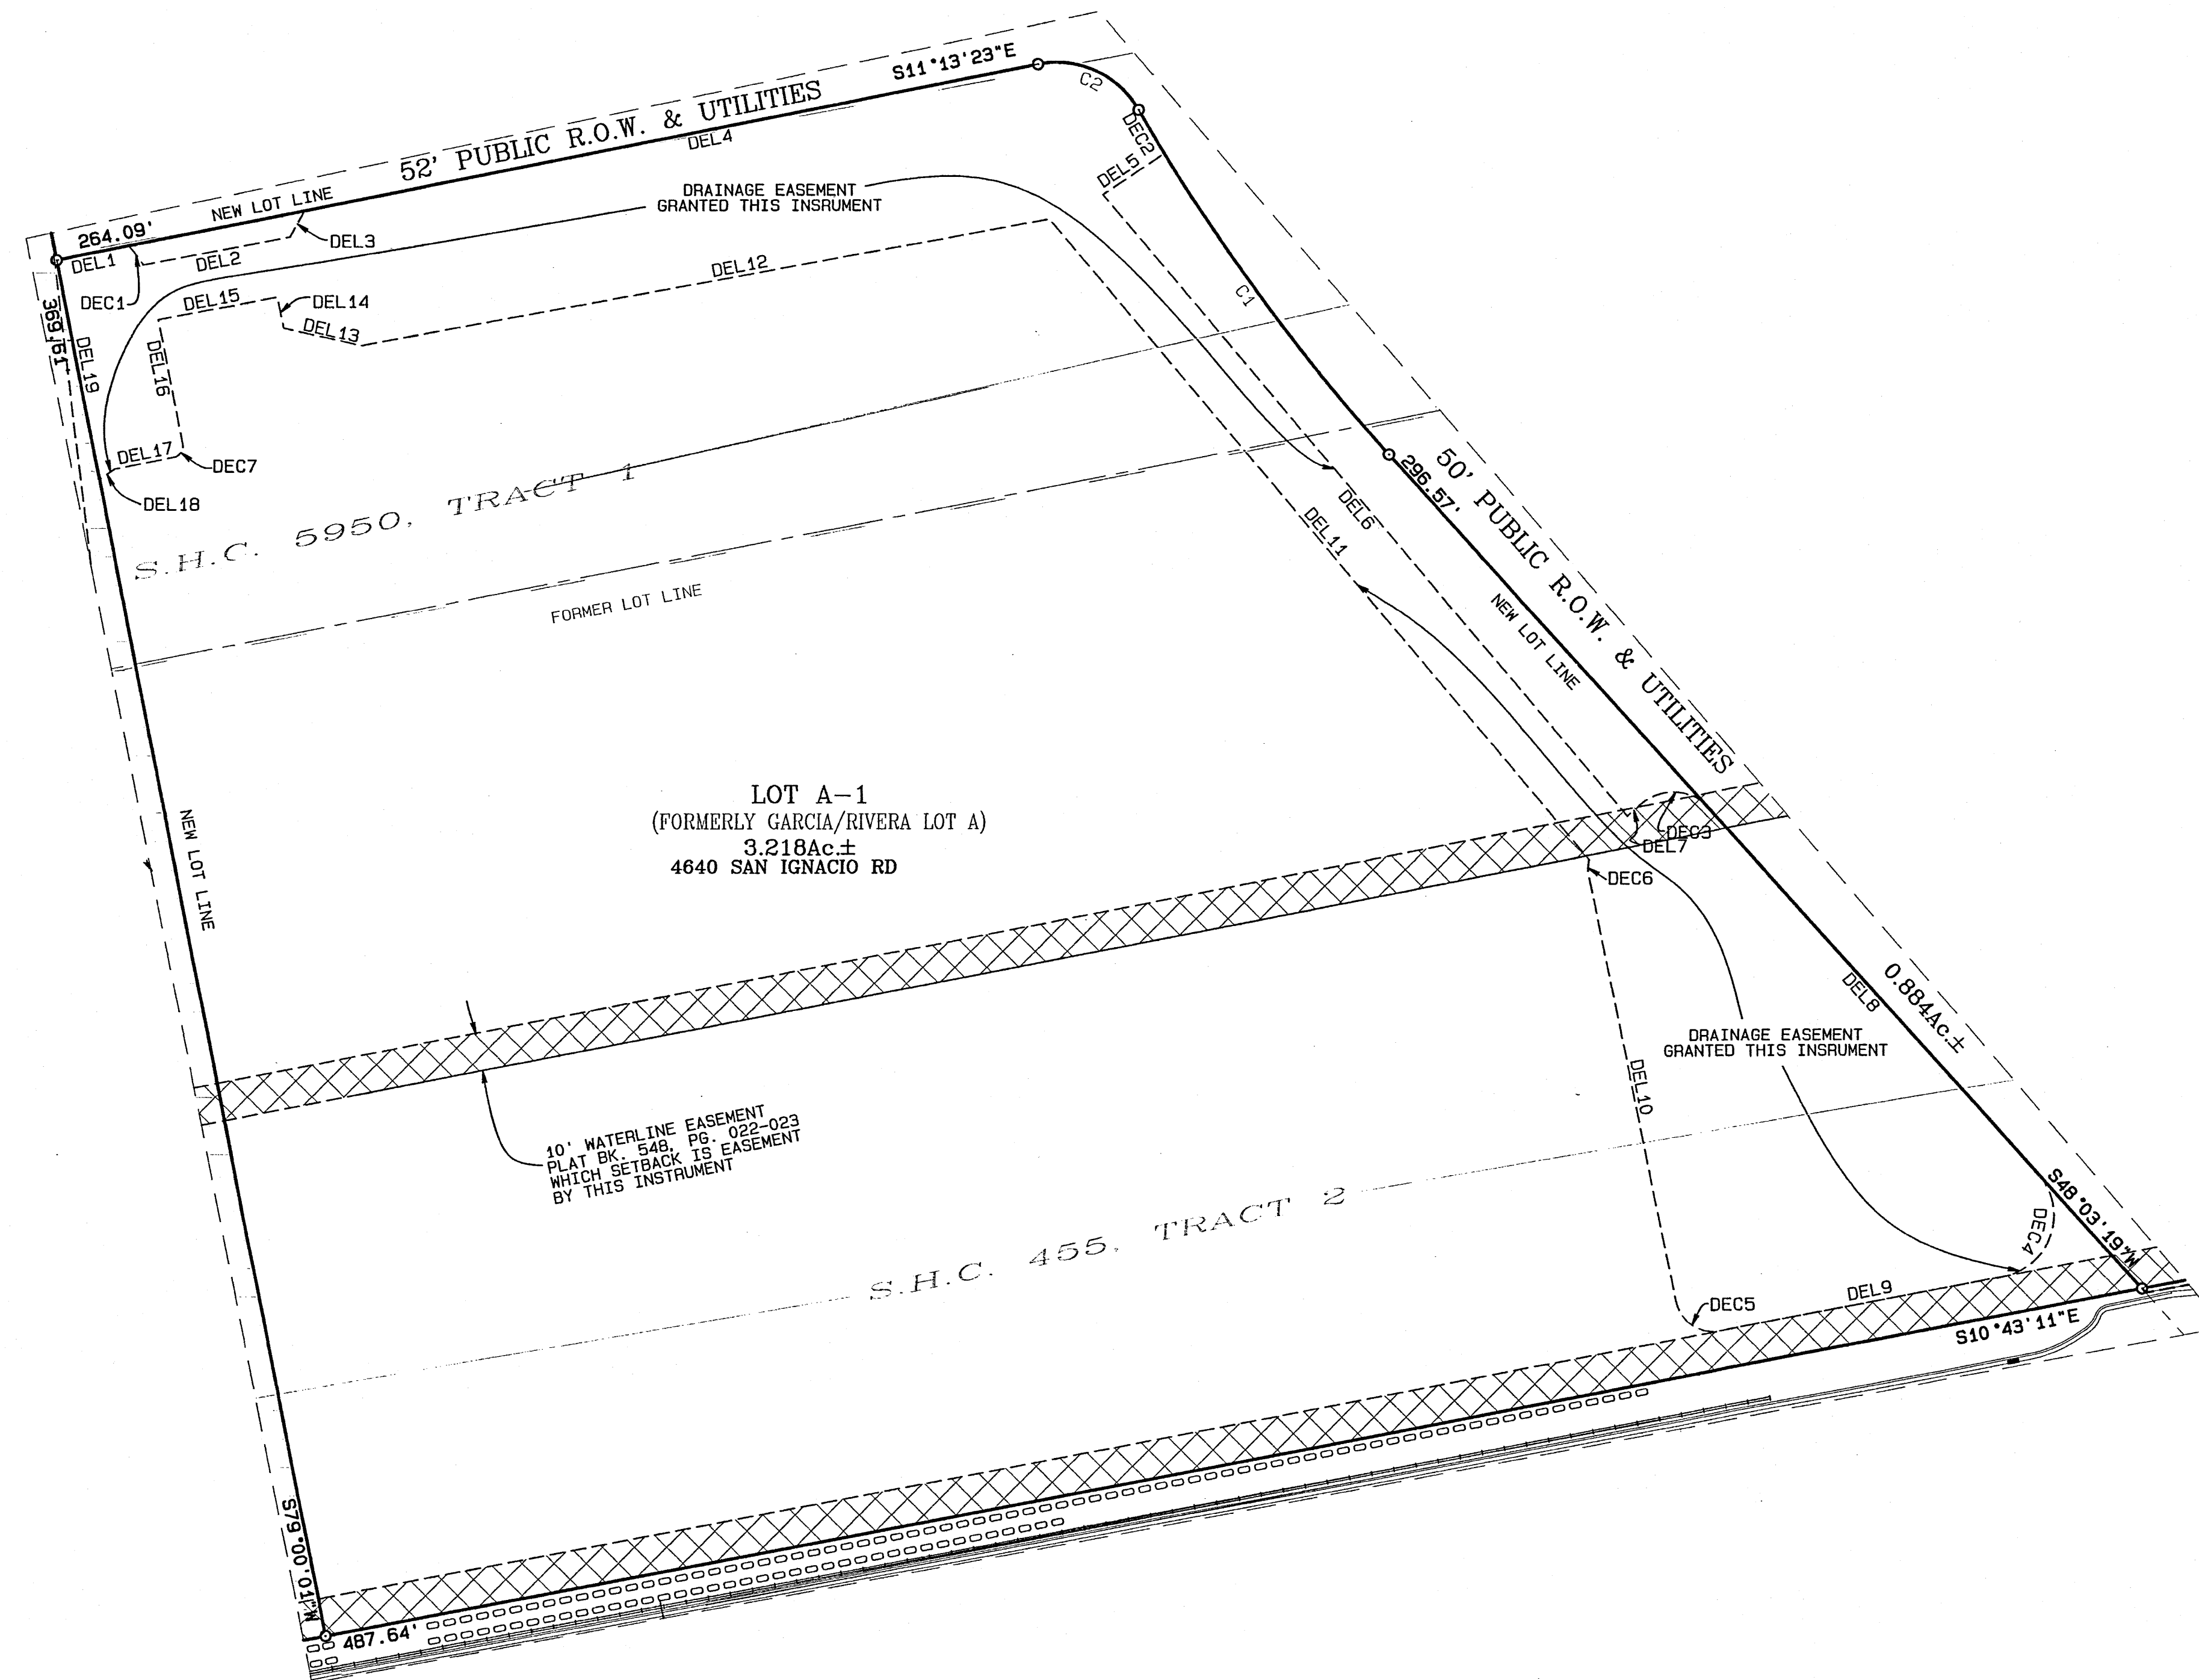 S11°13'23"E
C2
52' PUBLIC R.O.W. & UTILITIES
DEL4
DEC2
DEL5
DRAINAGE EASEMENT
GRANTED THIS INSRUMENT
NEW LOT LINE
264.09'
DEL1
DEL2
DEL3
DEC1
DEL15
DEL14
DEL13
DEL12
C1
369.61'
DEL19
DEL16
DEL17
DEC7
DEL18
S.H.C. 5950, TRACT 1
FORMER LOT LINE
296.57'
DEL6
DEL11
50' PUBLIC R.O.W. & UTILITIES
NEW LOT LINE
LOT A-1
(FORMERLY GARCIA/RIVERA LOT A)
3.218Ac.±
4640 SAN IGNACIO RD
NEW LOT LINE
DEC3
DEL7
DEC6
DEL8
0.884Ac.±
DRAINAGE EASEMENT
GRANTED THIS INSRUMENT
DEL10
10' WATERLINE EASEMENT
PLAT BK. 548, PG. 022-023
WHICH SETBACK IS EASEMENT
BY THIS INSTRUMENT
S.H.C. 455, TRACT 2
S48°03'19"W
DEC4
DEL9
DEC5
S10°43'11"E
S79°00'01"W
487.64'